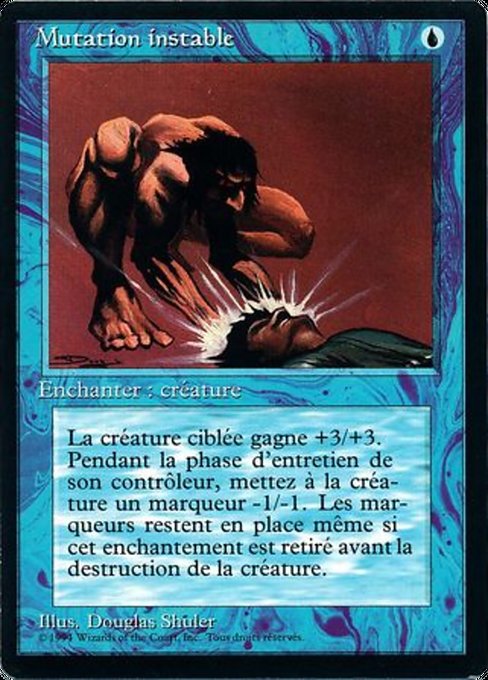 Mutation instable
Enchanter : créature
La créature ciblée gagne +3/+3.
Pendant la phase d'entretien de
son contrôleur, mettez à la créa-
ture un marqueur -1/-1. Les mar-
queurs restent en place même si
cet enchantement est retiré avant la
destruction de la créature.
Illus. Douglas Shuler
© 1994 Wizards of the Coast, Inc. Tous droits réservés.